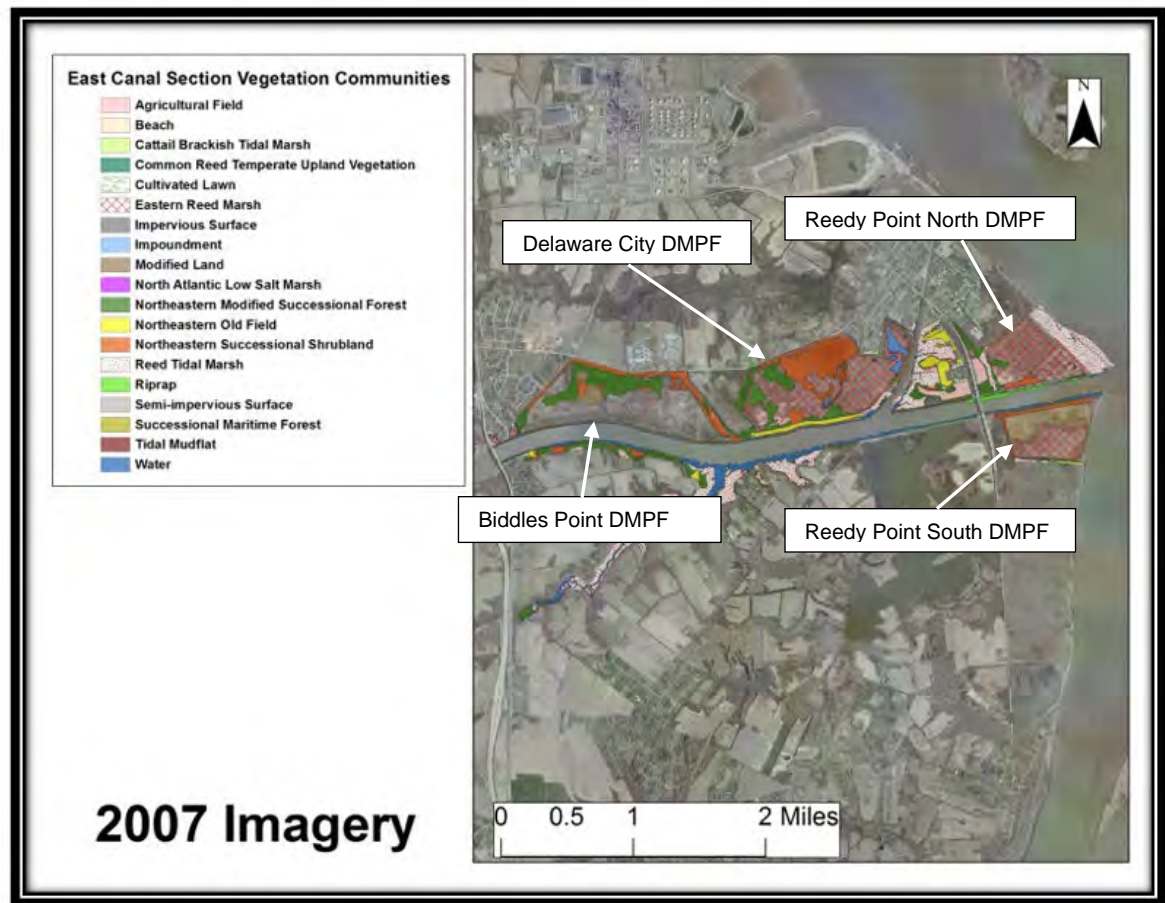 East Canal Section Vegetation Communities
Agricultural Field
Beach
Cattail Brackish Tidal Marsh
Common Reed Temperate Upland Vegetation
Cultivated Lawn
Eastern Reed Marsh
Impervious Surface
Impoundment
Modified Land
North Atlantic Low Salt Marsh
Northeastern Modified Successional Forest
Northeastern Old Field
Northeastern Successional Shrubland
Reed Tidal Marsh
Riprap
Semi-impervious Surface
Successional Maritime Forest
Tidal Mudflat
Water
N
Reedy Point North DMPF
Delaware City DMPF
Biddles Point DMPF
Reedy Point South DMPF
2007 Imagery
0 0.5 1 2 Miles